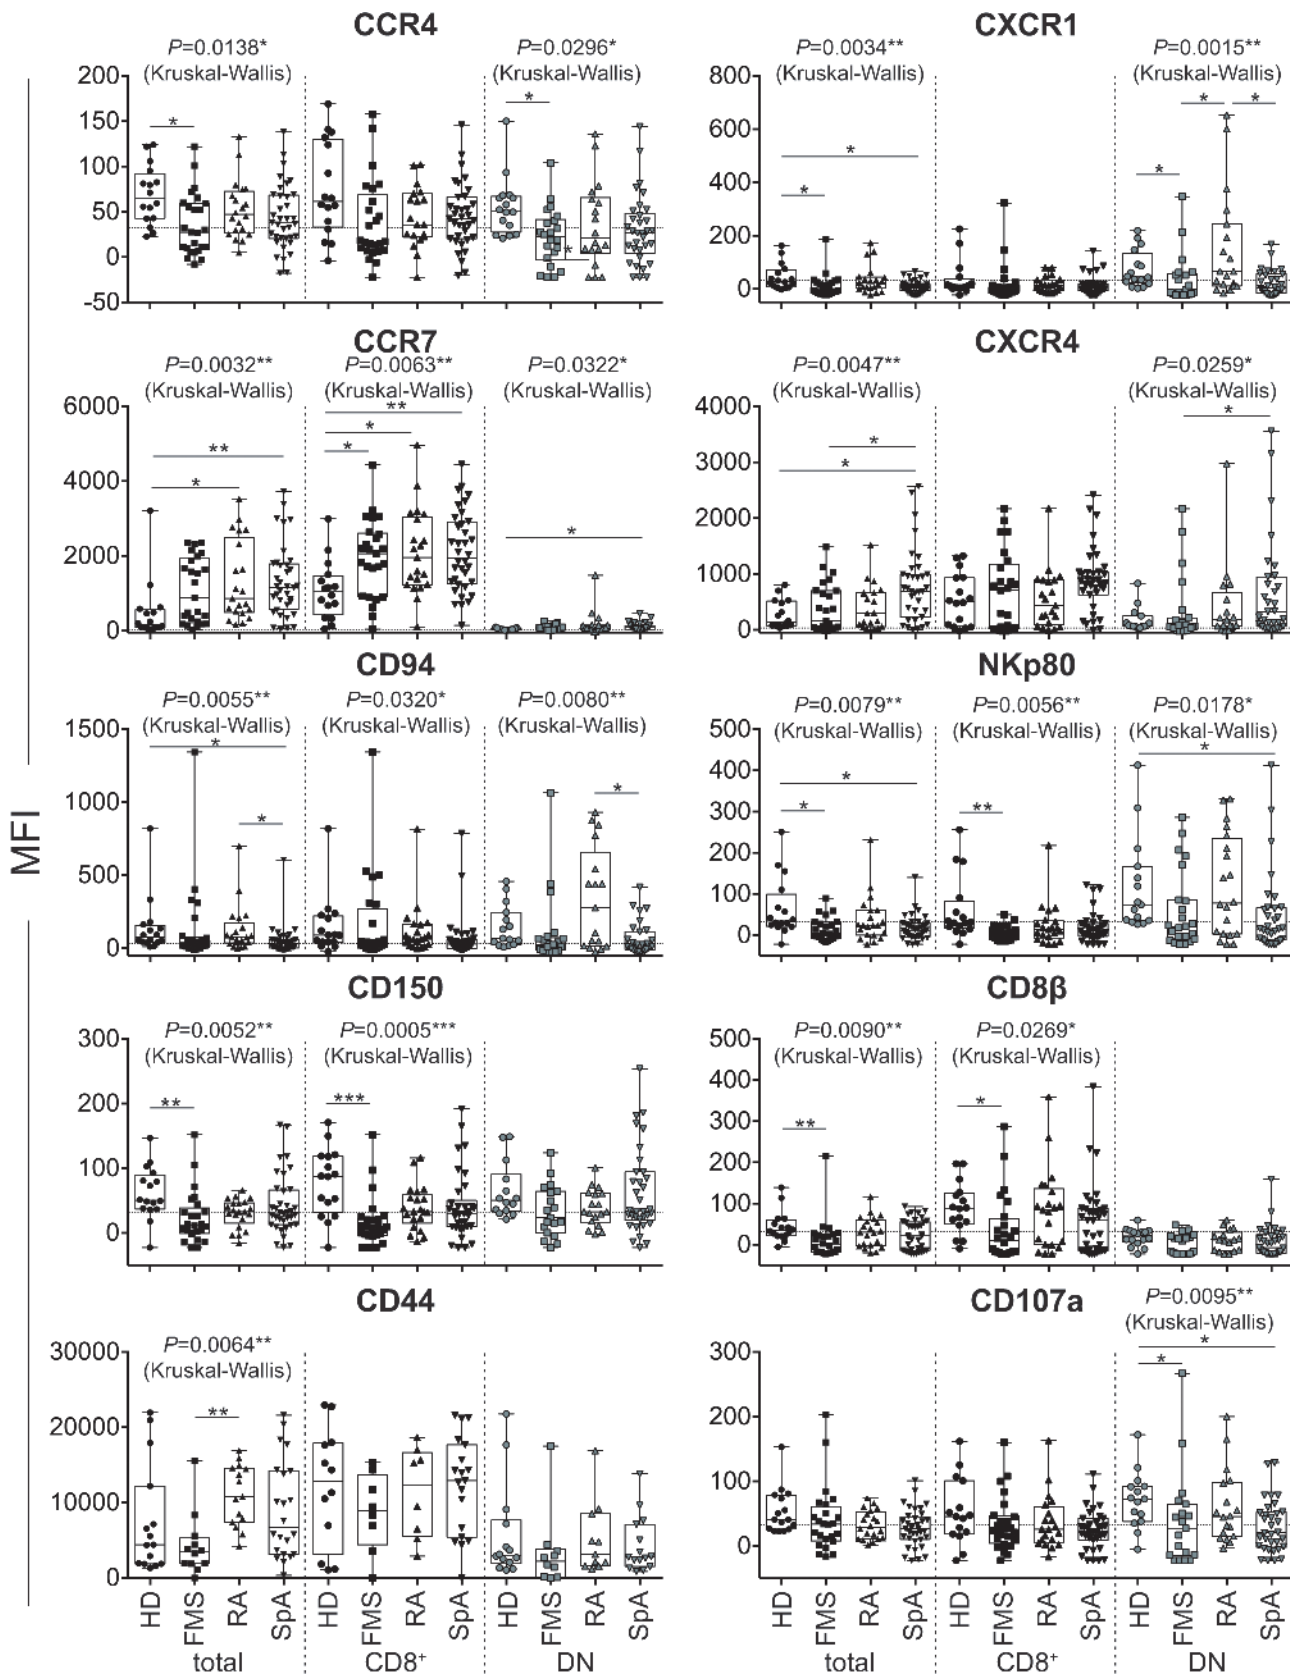 CCR4
P=0.0138*
(Kruskal-Wallis)
P=0.0296*
(Kruskal-Wallis)
200
150
100
50
0
-50
*
*
*
CXCR1
P=0.0034**
(Kruskal-Wallis)
P=0.0015**
(Kruskal-Wallis)
800
600
400
200
0
*
*
*
*
*
CCR7
P=0.0032**
(Kruskal-Wallis)
P=0.0063**
(Kruskal-Wallis)
P=0.0322*
(Kruskal-Wallis)
6000
4000
2000
0
**
*
**
*
*
*
CXCR4
P=0.0047**
(Kruskal-Wallis)
P=0.0259*
(Kruskal-Wallis)
4000
3000
2000
1000
0
*
*
*
MFI
CD94
P=0.0055**
(Kruskal-Wallis)
P=0.0320*
(Kruskal-Wallis)
P=0.0080**
(Kruskal-Wallis)
1500
1000
500
0
*
*
*
NKp80
P=0.0079**
(Kruskal-Wallis)
P=0.0056**
(Kruskal-Wallis)
P=0.0178*
(Kruskal-Wallis)
500
400
300
200
100
0
*
*
**
*
CD150
P=0.0052**
(Kruskal-Wallis)
P=0.0005***
(Kruskal-Wallis)
300
200
100
0
**
***
CD8β
P=0.0090**
(Kruskal-Wallis)
P=0.0269*
(Kruskal-Wallis)
500
400
300
200
100
0
**
*
CD44
P=0.0064**
(Kruskal-Wallis)
30000
20000
10000
0
**
HD FMS RA SpA HD FMS RA SpA HD FMS RA SpA
total CD8+ DN
CD107a
P=0.0095**
(Kruskal-Wallis)
300
200
100
0
*
*
HD FMS RA SpA HD FMS RA SpA HD FMS RA SpA
total CD8+ DN